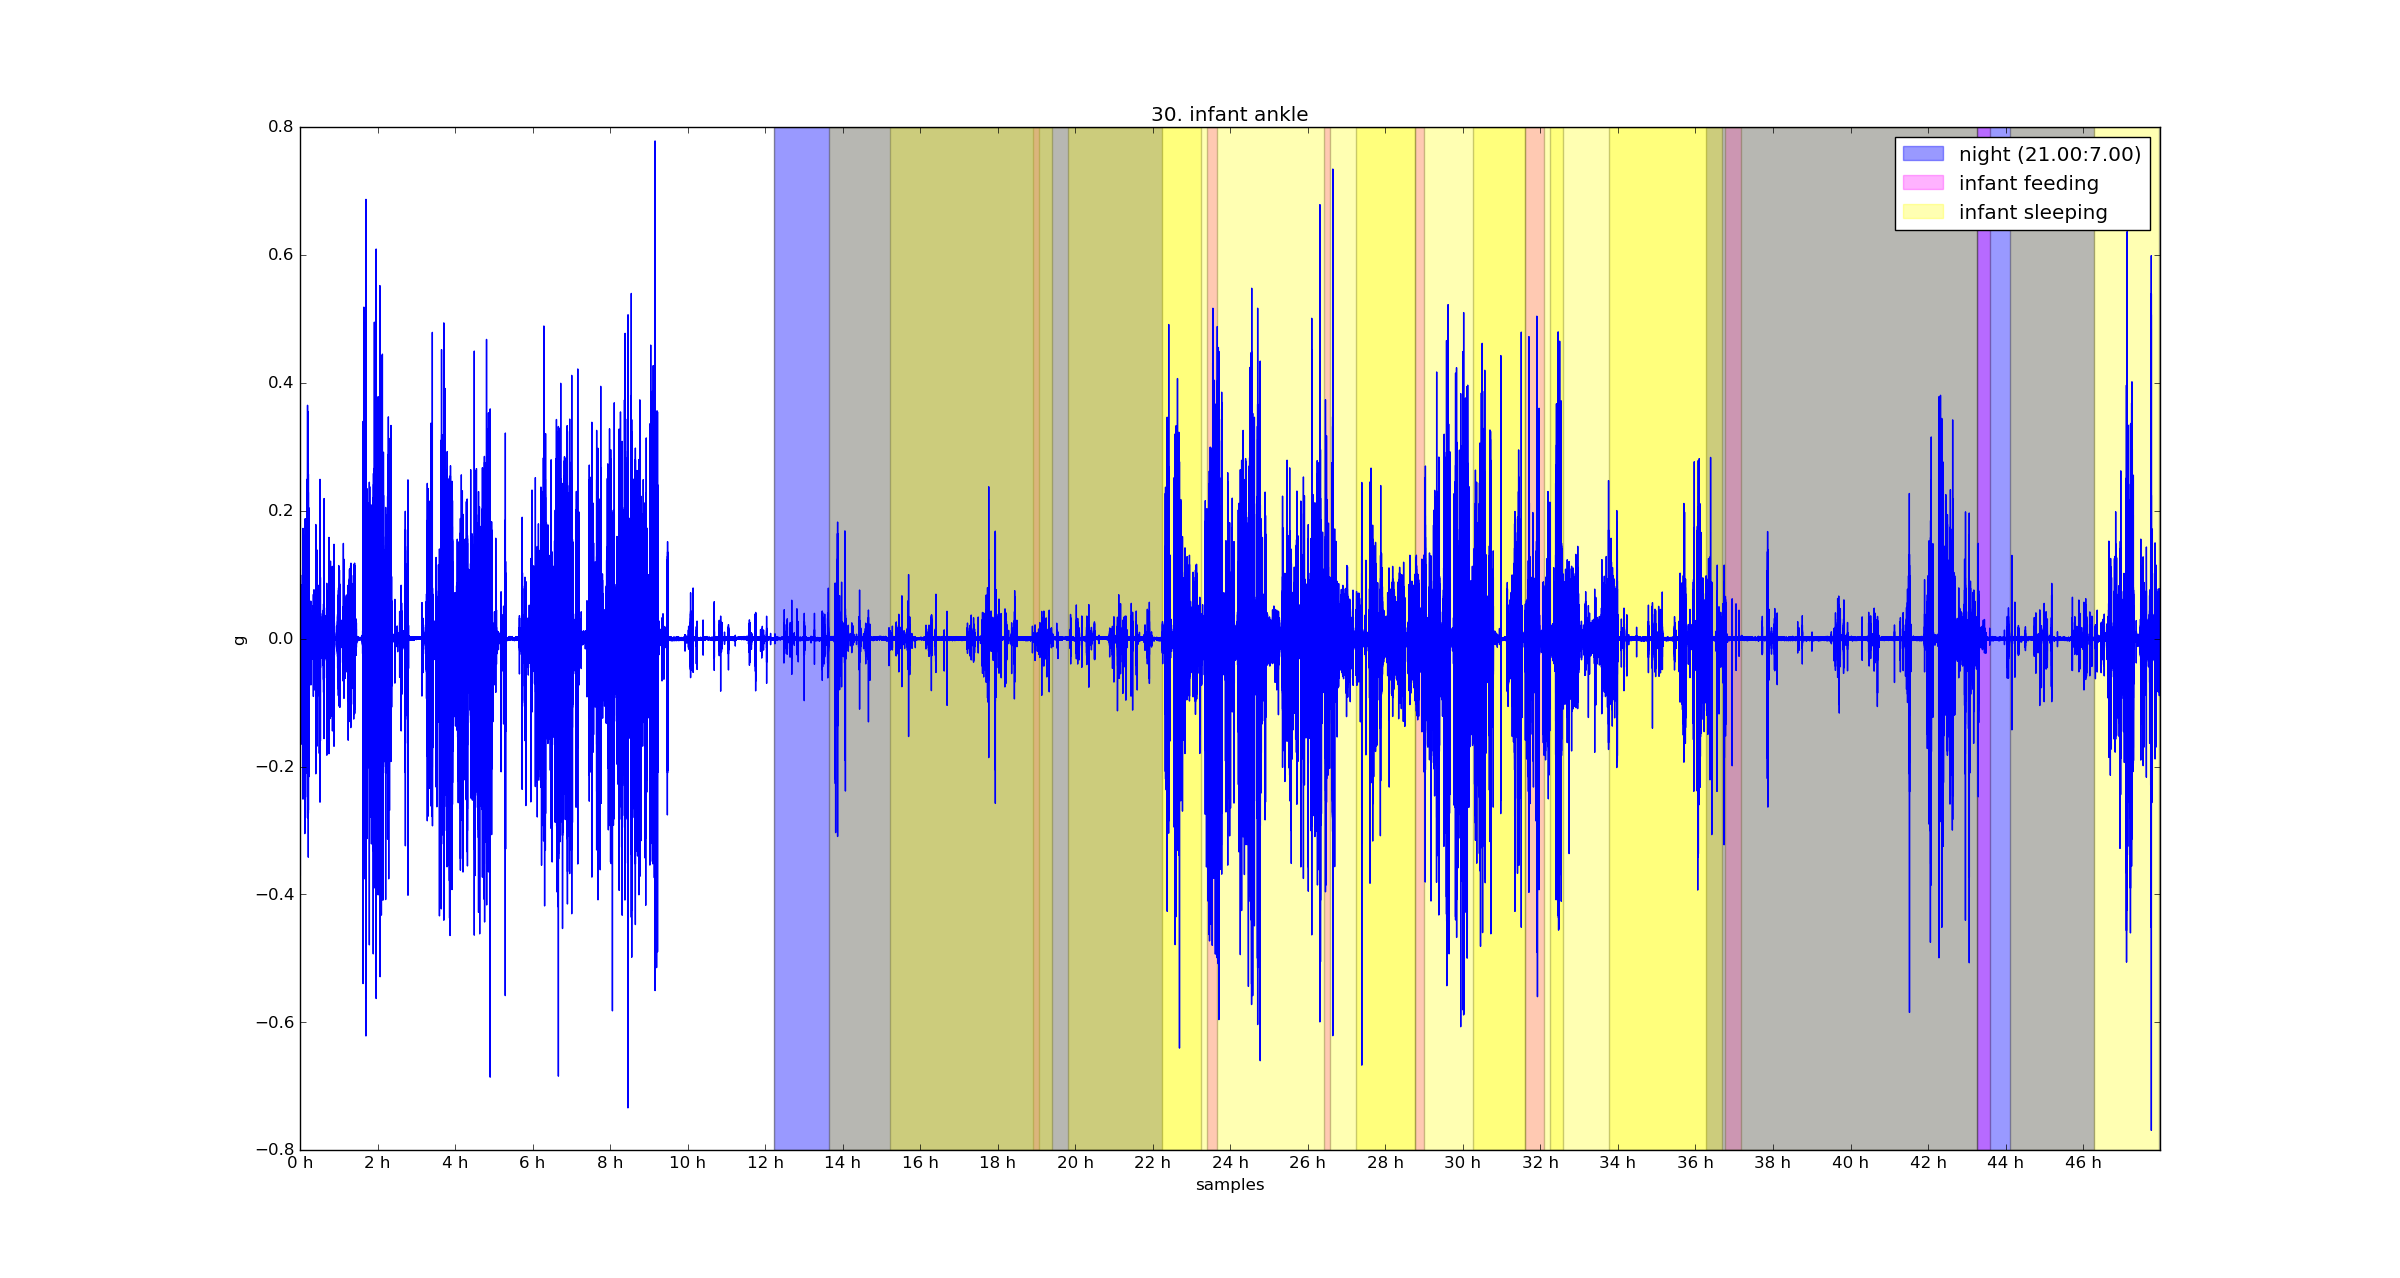 30. infant ankle
night (21.00:7.00)
infant feeding
infant sleeping
0.8
0.6
0.4
0.2
0.0
−0.2
−0.4
−0.6
−0.8
g
0 h 2 h 4 h 6 h 8 h 10 h 12 h 14 h 16 h 18 h 20 h 22 h 24 h 26 h 28 h 30 h 32 h 34 h 36 h 38 h 40 h 42 h 44 h 46 h
samples